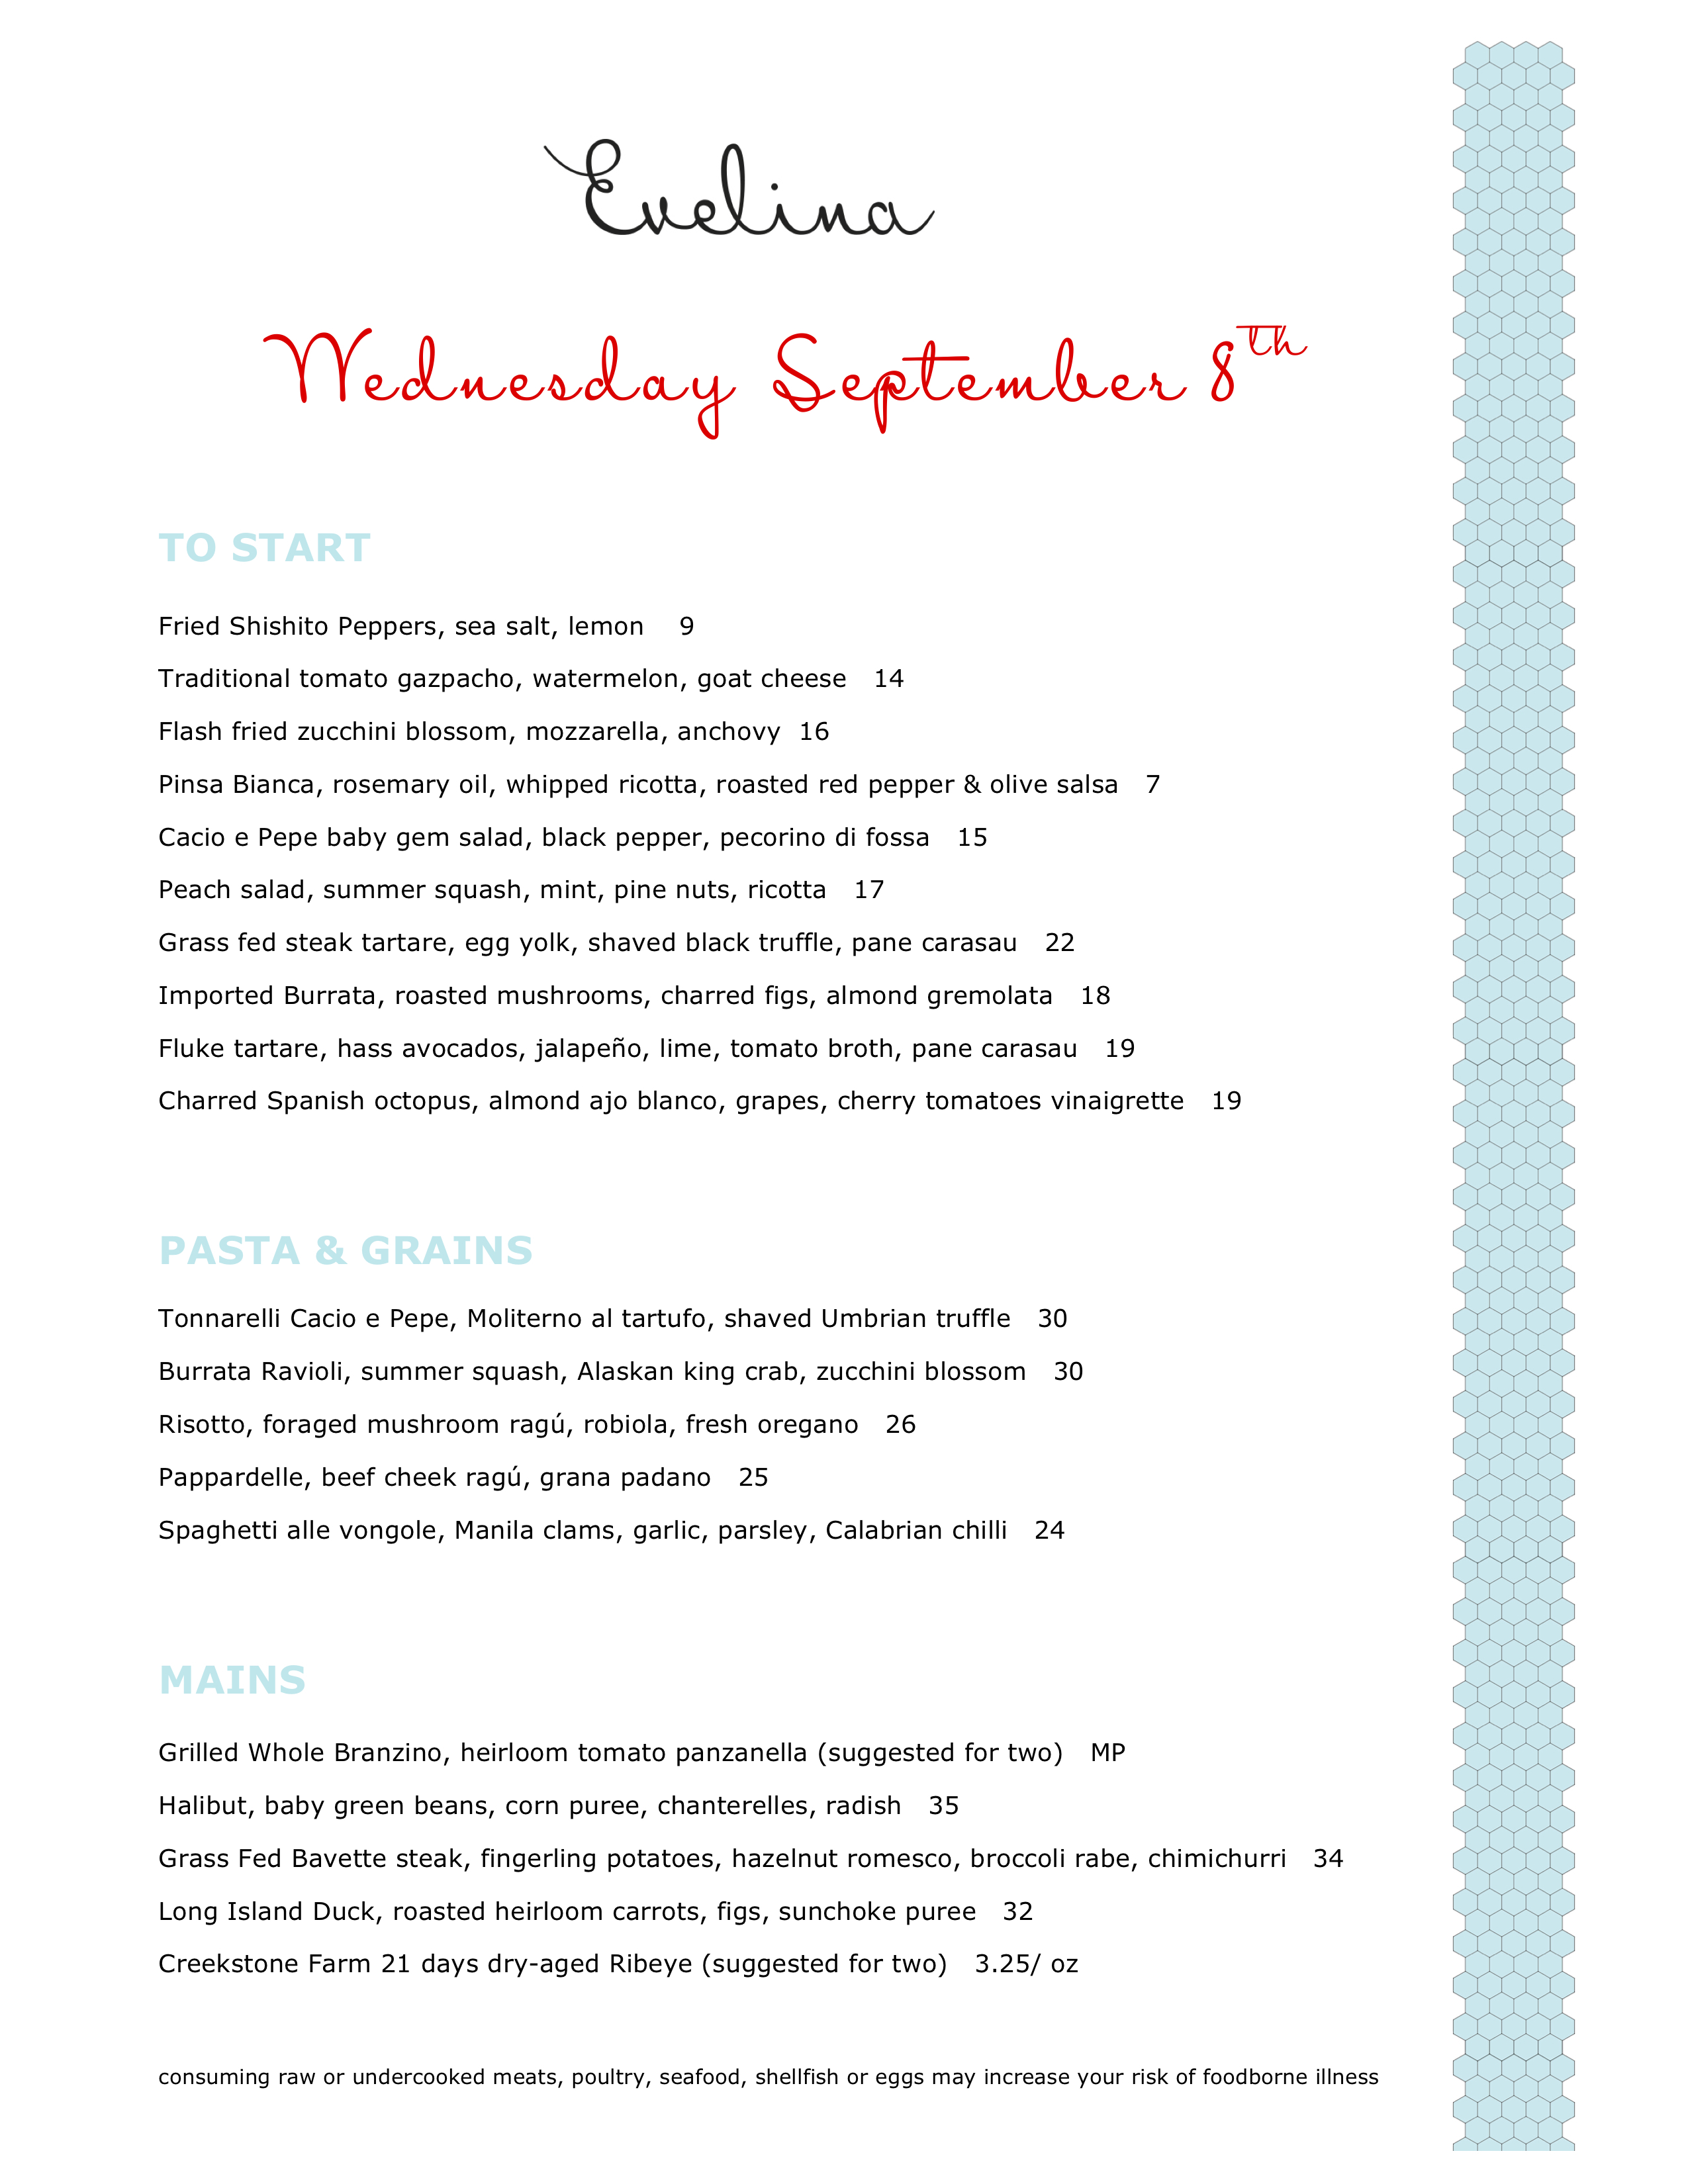 Evelina
Wednesday September 8th
TO START
Fried Shishito Peppers, sea salt, lemon 9
Traditional tomato gazpacho, watermelon, goat cheese 14
Flash fried zucchini blossom, mozzarella, anchovy 16
Pinsa Bianca, rosemary oil, whipped ricotta, roasted red pepper & olive salsa 7
Cacio e Pepe baby gem salad, black pepper, pecorino di fossa 15
Peach salad, summer squash, mint, pine nuts, ricotta 17
Grass fed steak tartare, egg yolk, shaved black truffle, pane carasau 22
Imported Burrata, roasted mushrooms, charred figs, almond gremolata 18
Fluke tartare, hass avocados, jalapeño, lime, tomato broth, pane carasau 19
Charred Spanish octopus, almond ajo blanco, grapes, cherry tomatoes vinaigrette 19
PASTA & GRAINS
Tonnarelli Cacio e Pepe, Moliterno al tartufo, shaved Umbrian truffle 30
Burrata Ravioli, summer squash, Alaskan king crab, zucchini blossom 30
Risotto, foraged mushroom ragú, robiola, fresh oregano 26
Pappardelle, beef cheek ragú, grana padano 25
Spaghetti alle vongole, Manila clams, garlic, parsley, Calabrian chilli 24
MAINS
Grilled Whole Branzino, heirloom tomato panzanella (suggested for two) MP
Halibut, baby green beans, corn puree, chanterelles, radish 35
Grass Fed Bavette steak, fingerling potatoes, hazelnut romesco, broccoli rabe, chimichurri 34
Long Island Duck, roasted heirloom carrots, figs, sunchoke puree 32
Creekstone Farm 21 days dry-aged Ribeye (suggested for two) 3.25/ oz
consuming raw or undercooked meats, poultry, seafood, shellfish or eggs may increase your risk of foodborne illness